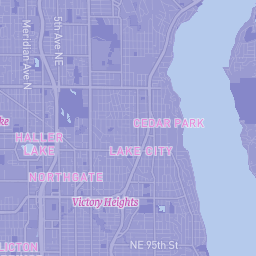 5th Ave NE
Meridian Ave N
CEDAR PARK
HALLER
LAKE
LAKE CITY
NORTHGATE
Victory Heights
NE 95th St